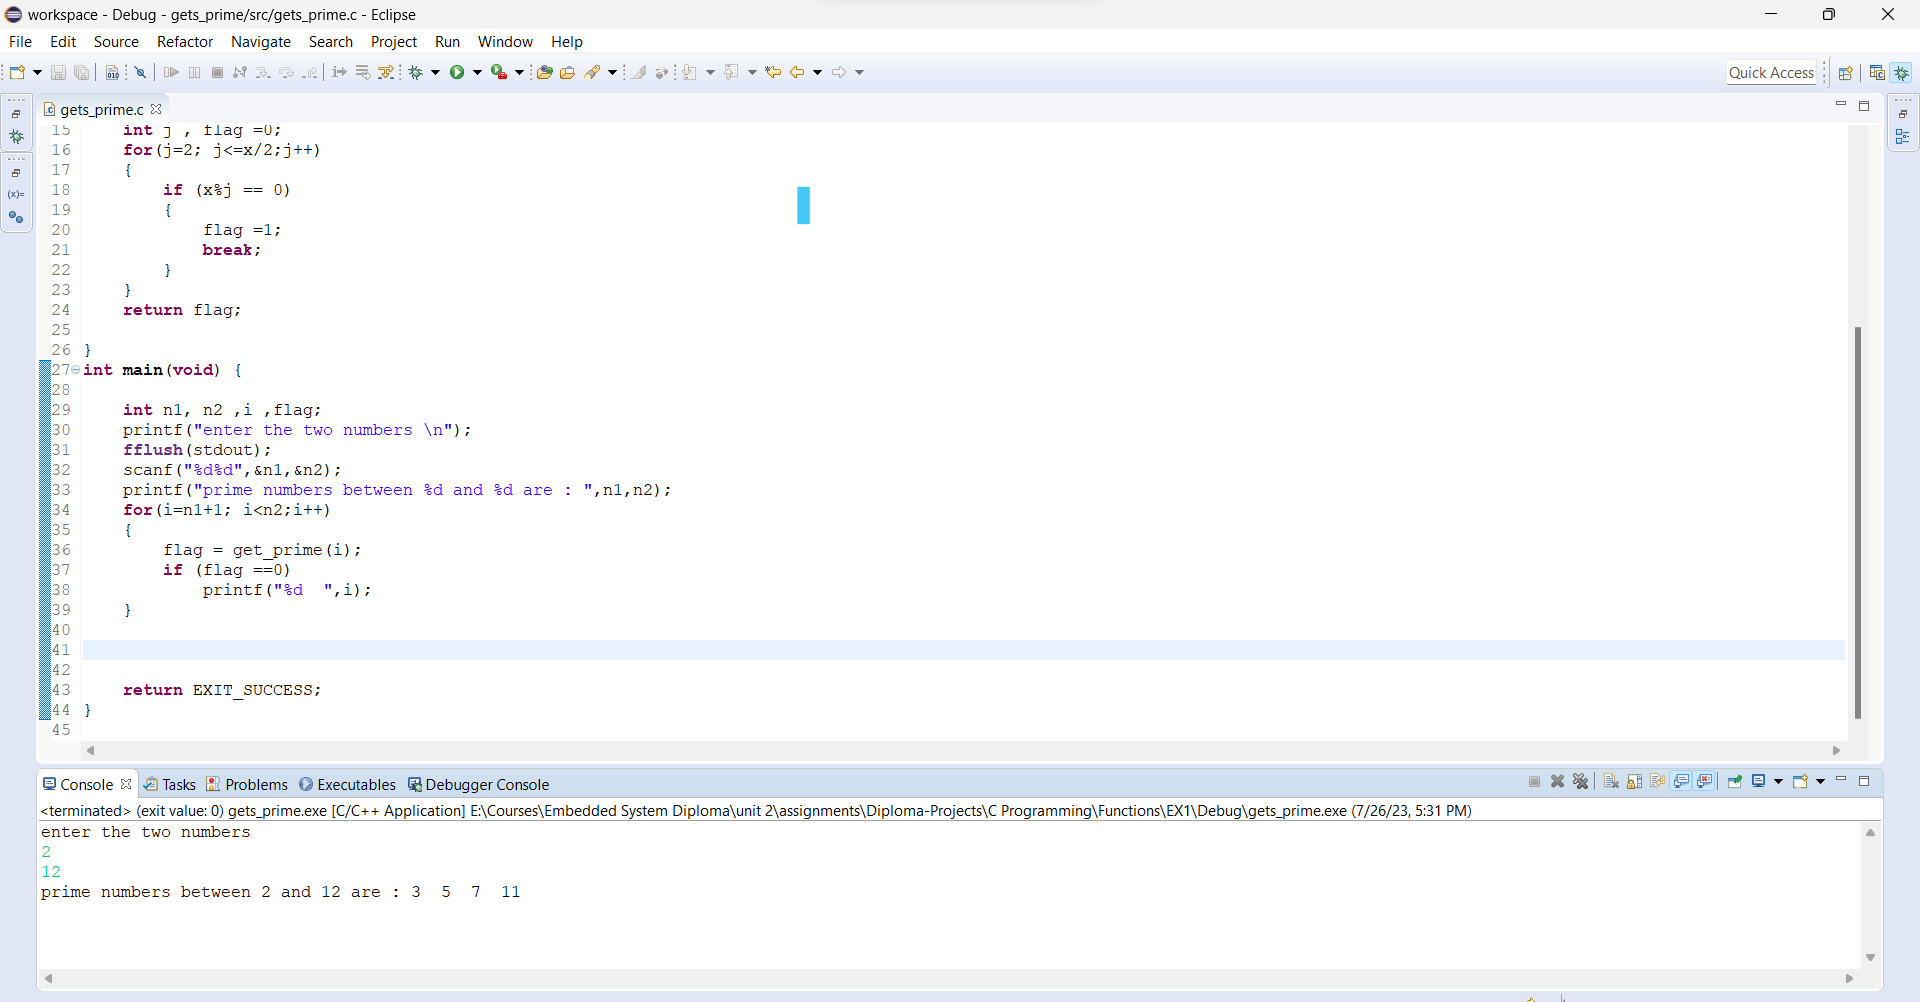 workspace - Debug - gets_prime/src/gets_prime.c - Eclipse
File Edit Source Refactor Navigate Search Project Run Window Help
Quick Access
gets_prime.c
15     int j , flag =0;
16     for(j=2; j<=x/2;j++)
17     {
18         if (x%j == 0)
19         {
20             flag =1;
21             break;
22         }
23     }
24     return flag;
25
26 }
27 int main(void) {
28
29     int n1, n2 ,i ,flag;
30     printf("enter the two numbers \n");
31     fflush(stdout);
32     scanf("%d%d",&n1,&n2);
33     printf("prime numbers between %d and %d are : ",n1,n2);
34     for(i=n1+1; i<n2;i++)
35     {
36         flag = get_prime(i);
37         if (flag ==0)
38             printf("%d  ",i);
39     }
40
41
42
43     return EXIT_SUCCESS;
44 }
45
Console Tasks Problems Executables Debugger Console
<terminated> (exit value: 0) gets_prime.exe [C/C++ Application] E:\Courses\Embedded System Diploma\unit 2\assignments\Diploma-Projects\C Programming\Functions\EX1\Debug\gets_prime.exe (7/26/23, 5:31 PM)
enter the two numbers
2
12
prime numbers between 2 and 12 are : 3  5  7  11